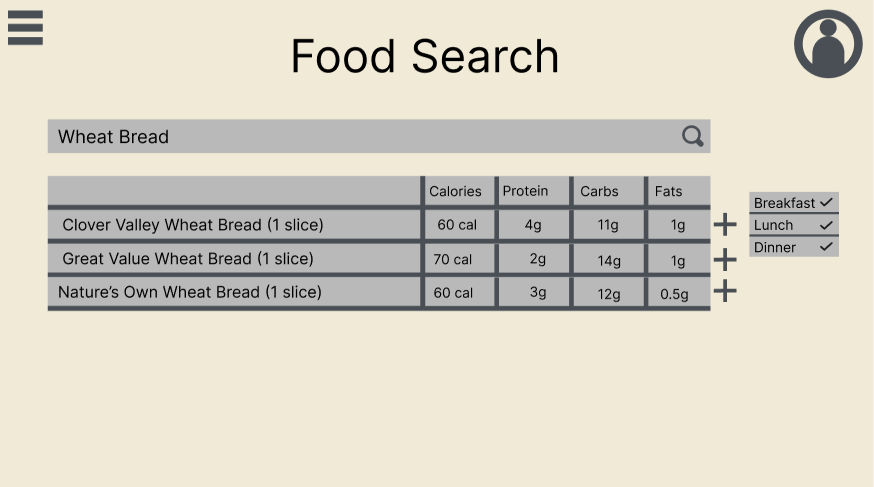 Food Search
Wheat Bread
Calories Protein Carbs Fats
Clover Valley Wheat Bread (1 slice) 60 cal 4g 11g 1g
Great Value Wheat Bread (1 slice) 70 cal 2g 14g 1g
Nature’s Own Wheat Bread (1 slice) 60 cal 3g 12g 0.5g
Breakfast
Lunch
Dinner